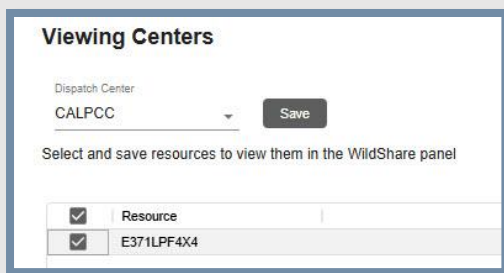 Viewing Centers
Dispatch Center
CALPCC
Save
Select and save resources to view them in the WildShare panel
Resource
E371LPF4X4